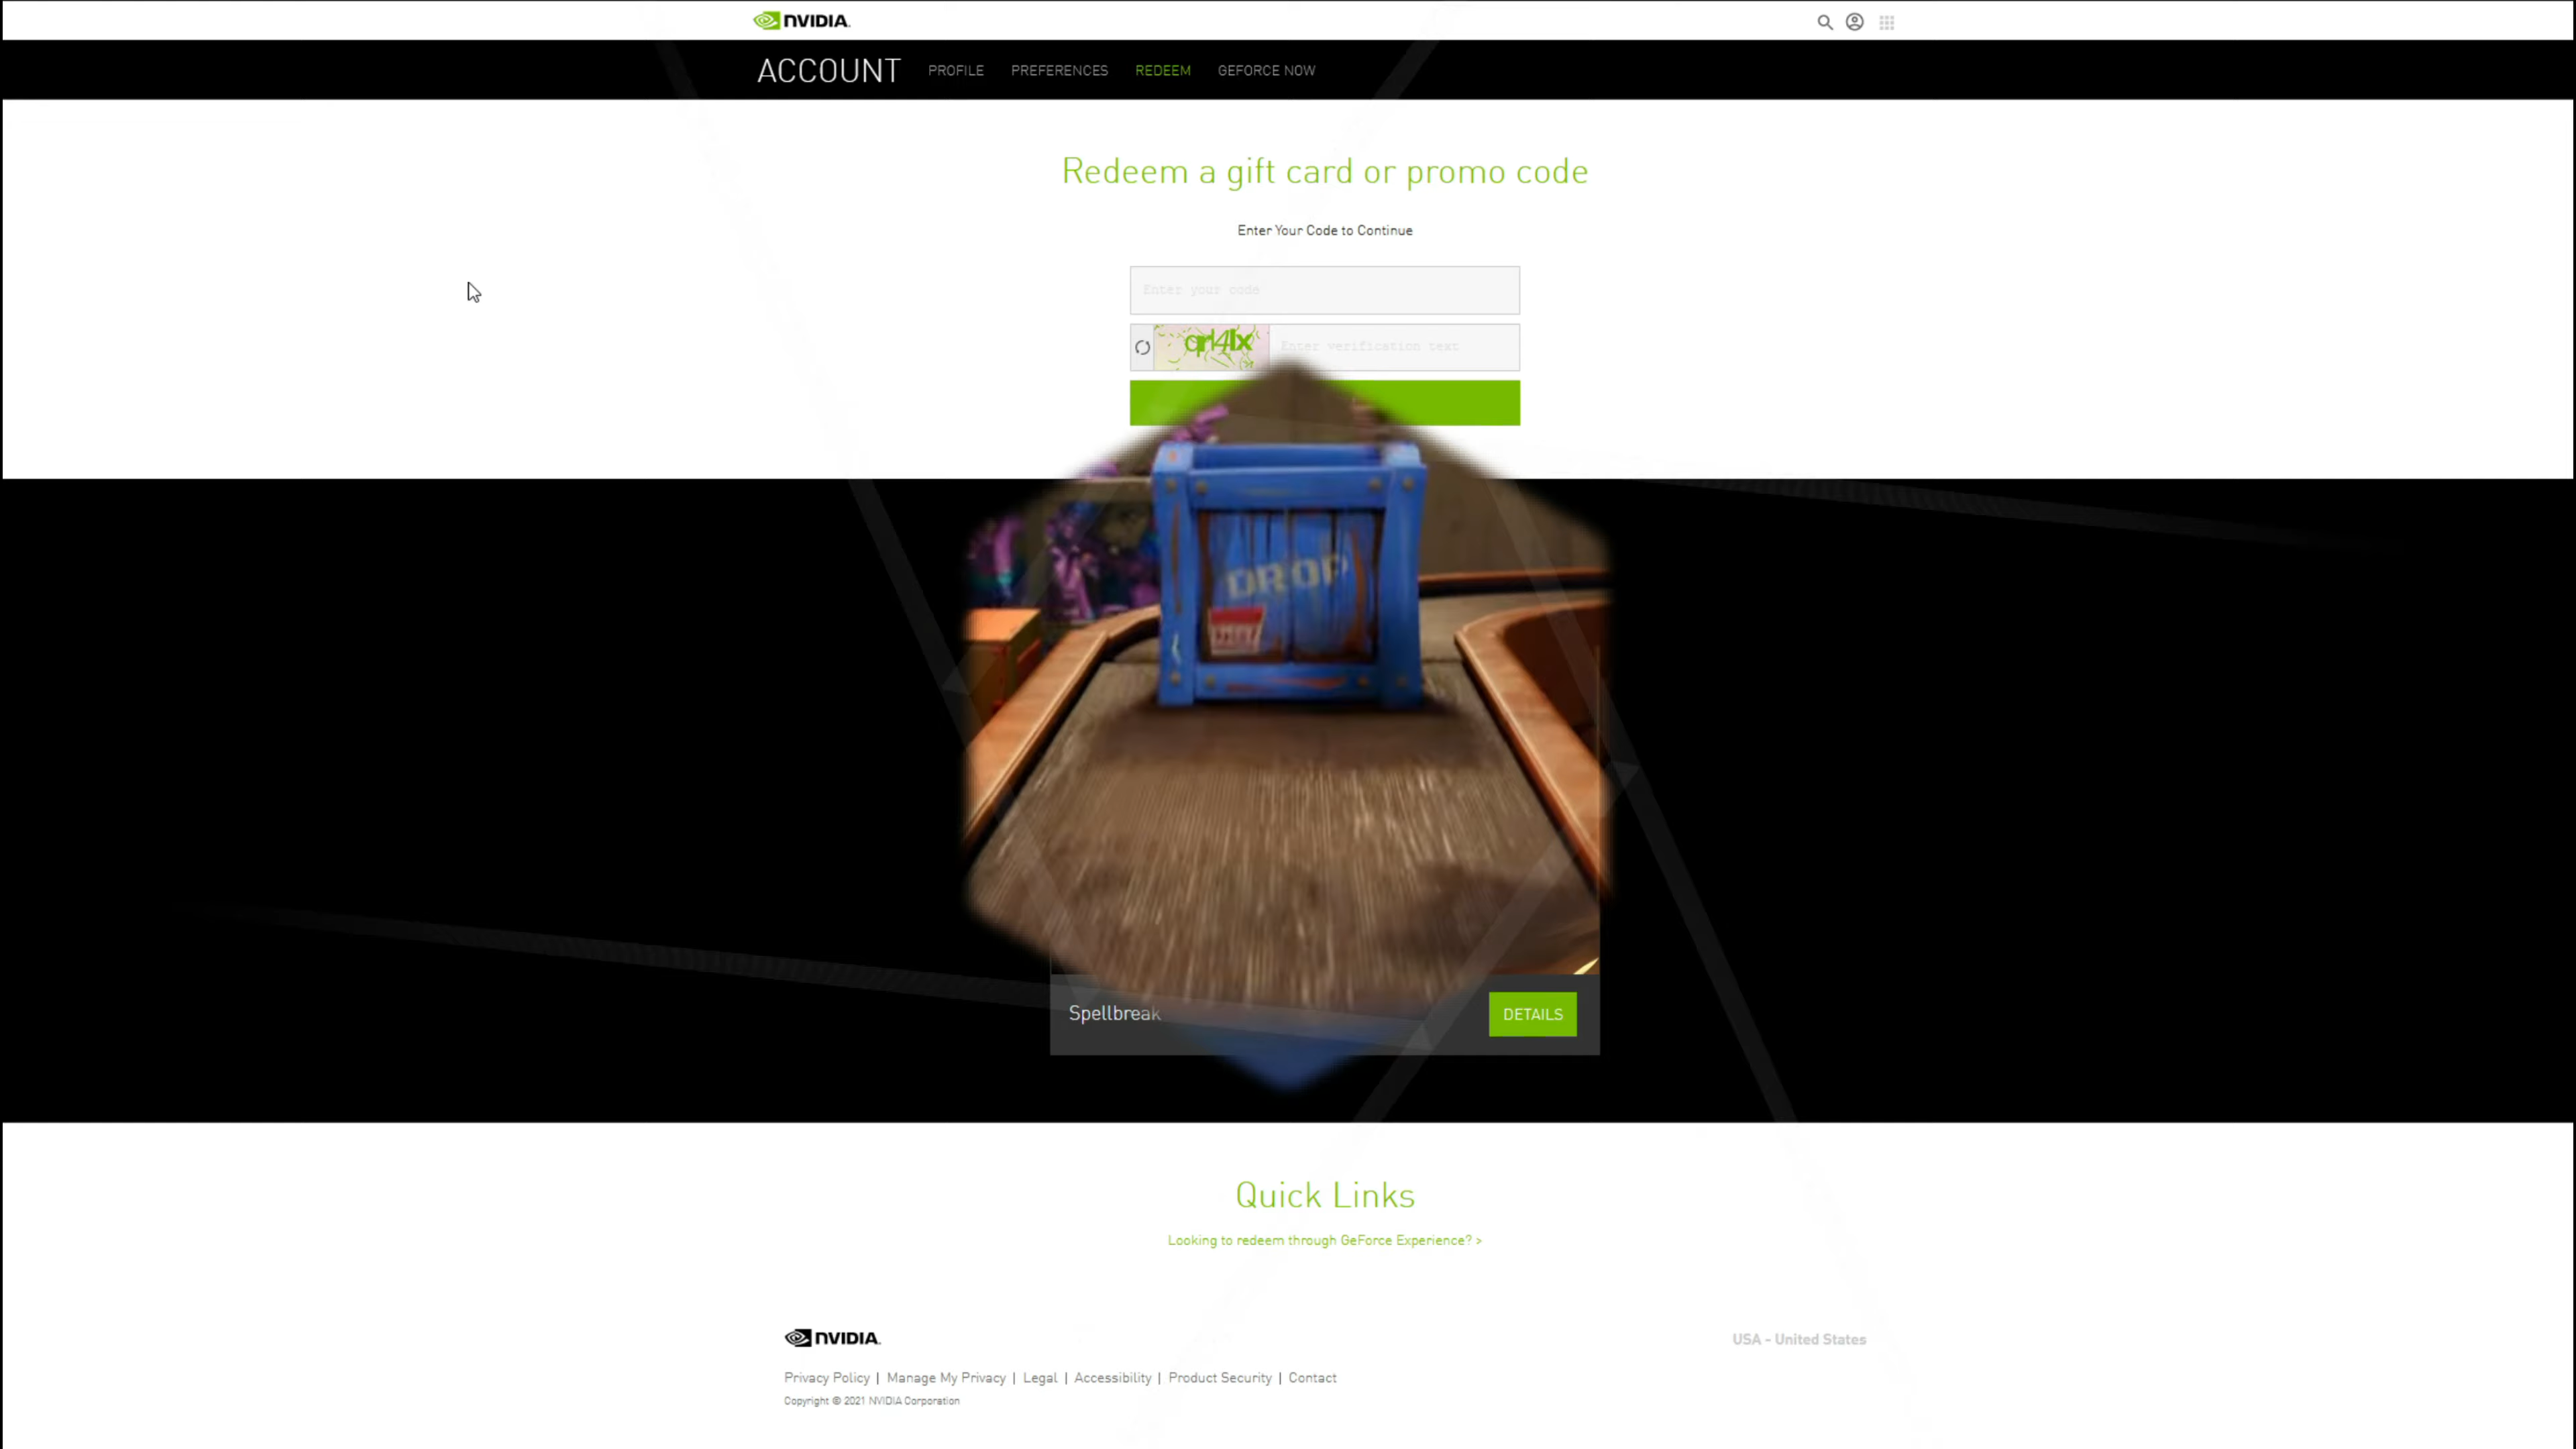 NVIDIA.
ACCOUNT PROFILE PREFERENCES REDEEM GEFORCE NOW
Redeem a gift card or promo code
Enter Your Code to Continue
Enter your code
Enter verification text
DROP
Spellbreak
DETAILS
Quick Links
Looking to redeem through GeForce Experience? >
NVIDIA.
USA - United States
Privacy Policy | Manage My Privacy | Legal | Accessibility | Product Security | Contact
Copyright © 2021 NVIDIA Corporation